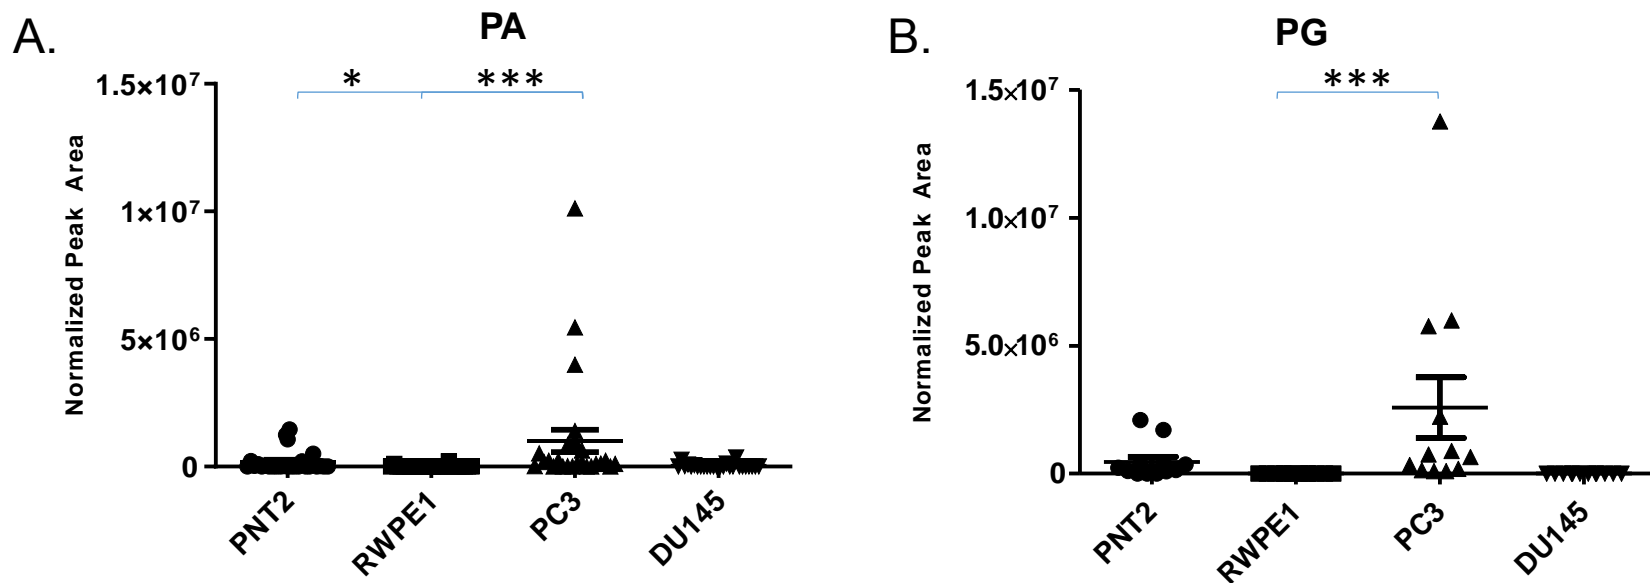 A.
PA
* ***
1.5×10⁷
1×10⁷
5×10⁶
0
Normalized Peak Area
PNT2
RWPE1
PC3
DU145
B.
PG
***
1.5×10⁷
1.0×10⁷
5.0×10⁶
0
Normalized Peak Area
PNT2
RWPE1
PC3
DU145